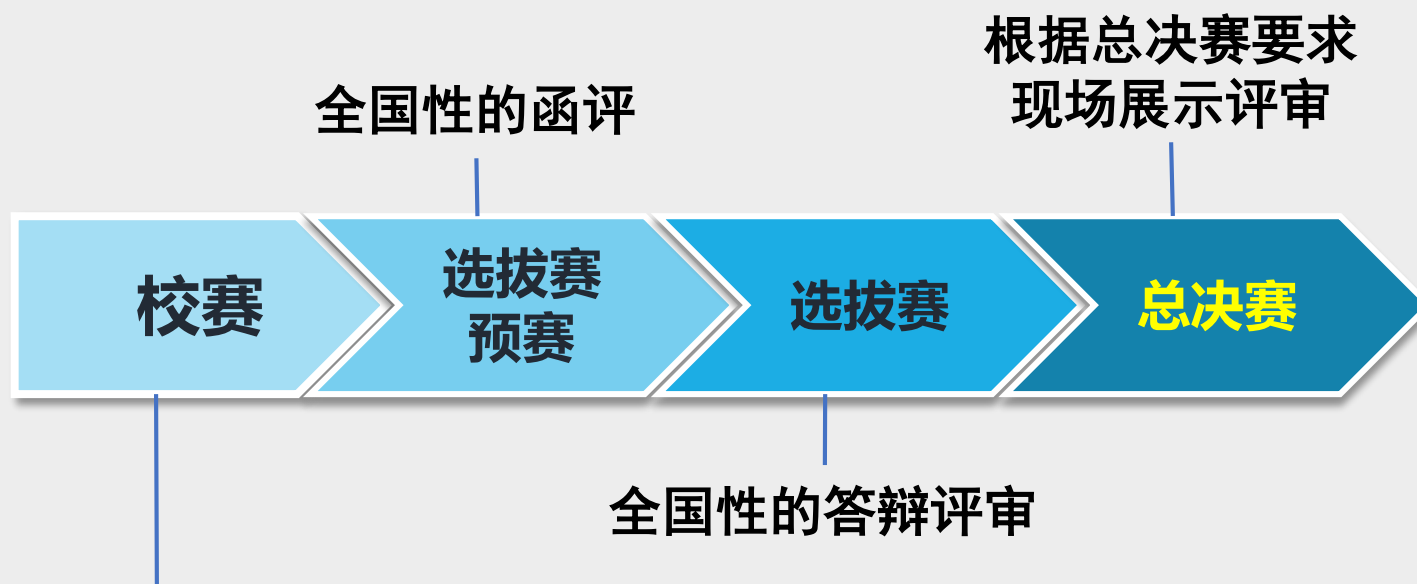 根据总决赛要求
现场展示评审
全国性的函评
校赛
选拔赛
预赛
选拔赛
总决赛
全国性的答辩评审